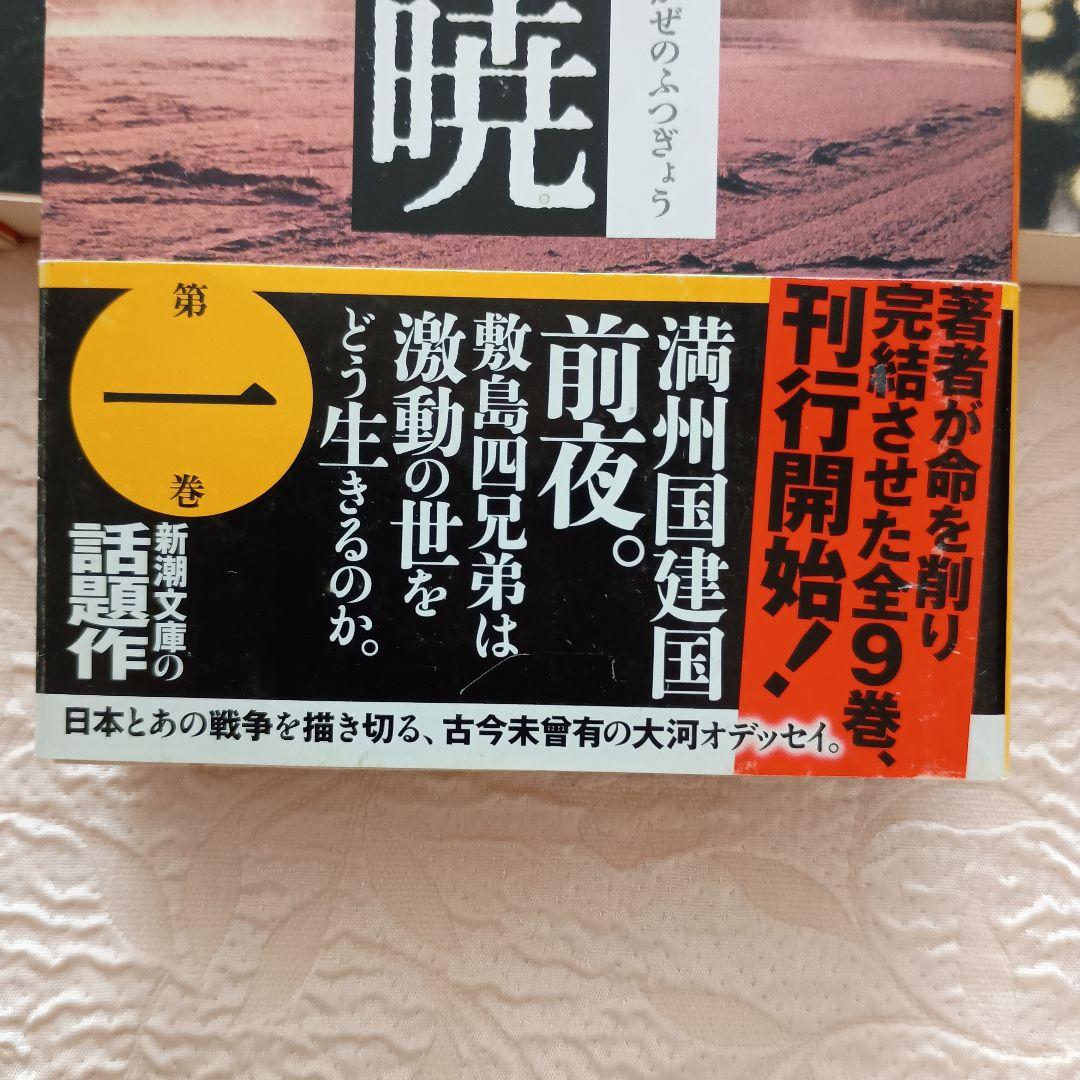 暁
ぜのふつぎょう
著者が命を削り
完結させた全9巻、
刊行開始!
満州国建国
前夜。
敷島四兄弟は
激動の世を
どう生きるのか。
第一巻
新潮文庫の
話題作
日本とあの戦争を描き切る、古今未曾有の大河オデッセイ。